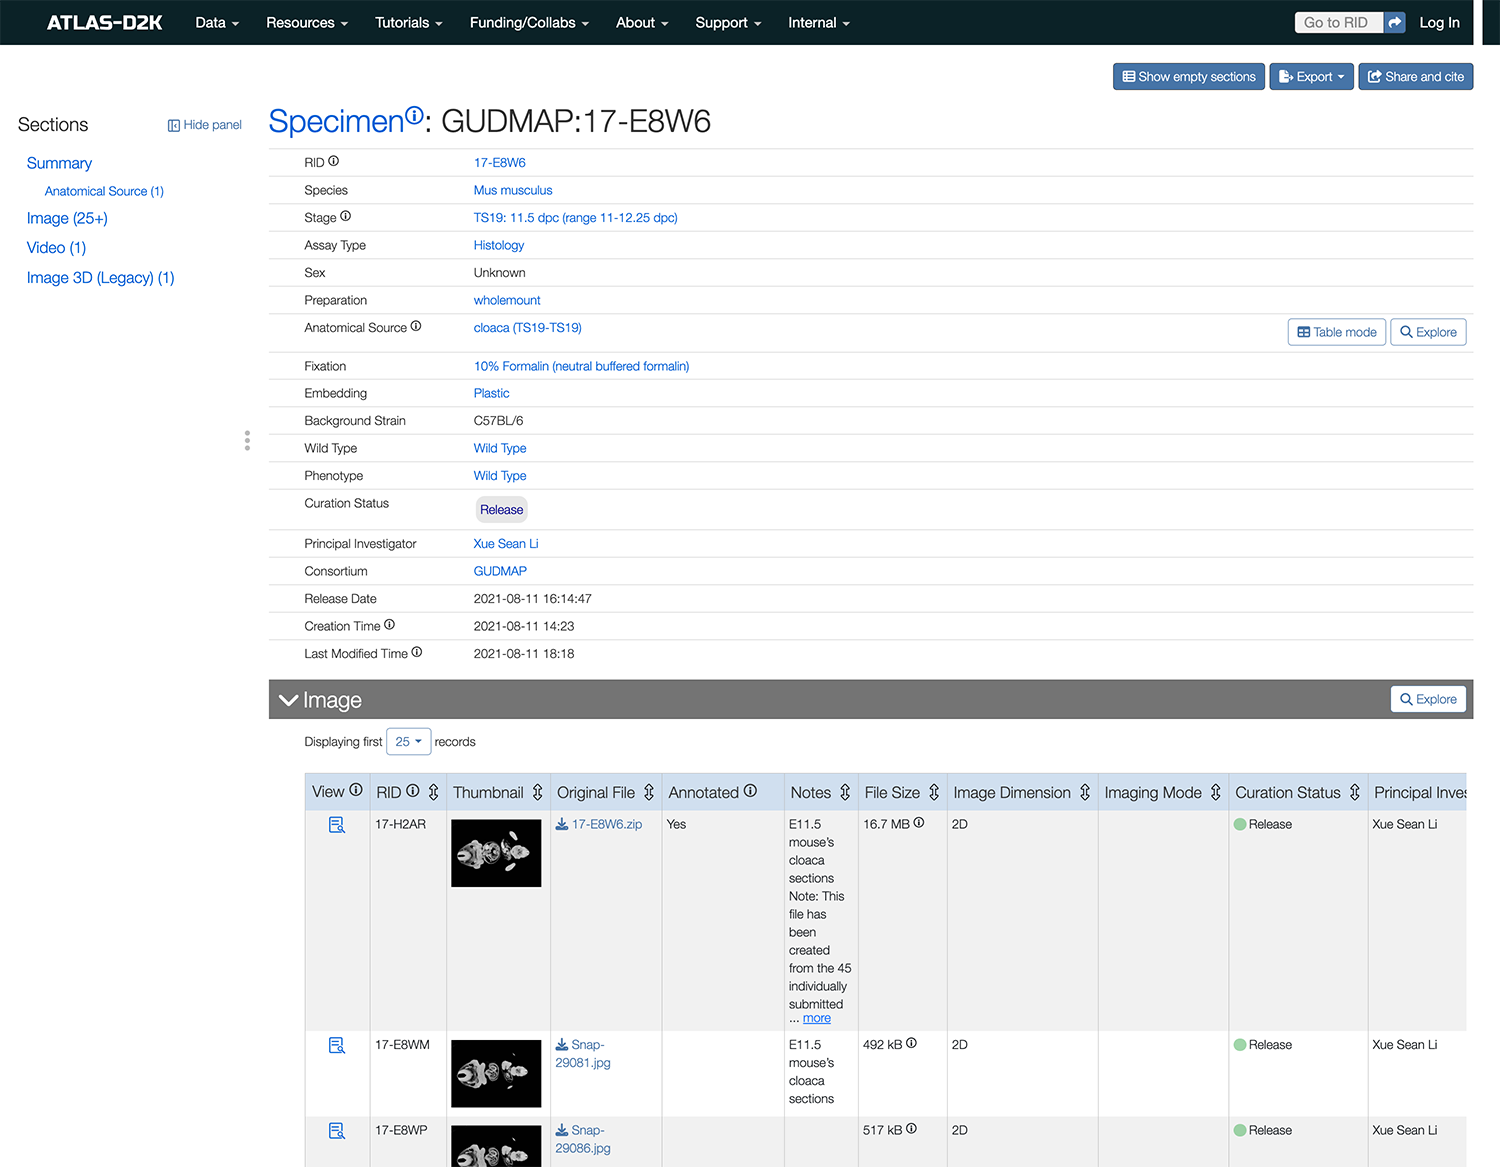 ATLAS-D2K Data Resources Tutorials Funding/Collabs About Support Internal Go to RID Log In
Show empty sections Export Share and cite
Sections Hide panel
Summary
Anatomical Source (1)
Image (25+)
Video (1)
Image 3D (Legacy) (1)
Specimen: GUDMAP:17-E8W6
RID 17-E8W6
Species Mus musculus
Stage TS19: 11.5 dpc (range 11-12.25 dpc)
Assay Type Histology
Sex Unknown
Preparation wholemount
Anatomical Source cloaca (TS19-TS19) Table mode Explore
Fixation 10% Formalin (neutral buffered formalin)
Embedding Plastic
Background Strain C57BL/6
Wild Type Wild Type
Phenotype Wild Type
Curation Status Release
Principal Investigator Xue Sean Li
Consortium GUDMAP
Release Date 2021-08-11 16:14:47
Creation Time 2021-08-11 14:23
Last Modified Time 2021-08-11 18:18
Image Explore
Displaying first 25 records
View RID Thumbnail Original File Annotated Notes File Size Image Dimension Imaging Mode Curation Status Principal Inves
17-H2AR 17-E8W6.zip Yes E11.5 16.7 MB 2D Release Xue Sean Li
mouse's
cloaca
sections
Note: This
file has
been
created
from the 45
individually
submitted
... more
17-E8WM Snap- E11.5 492 kB 2D Release Xue Sean Li
29081.jpg mouse's
cloaca
sections
17-E8WP Snap- 517 kB 2D Release Xue Sean Li
29086.jpg